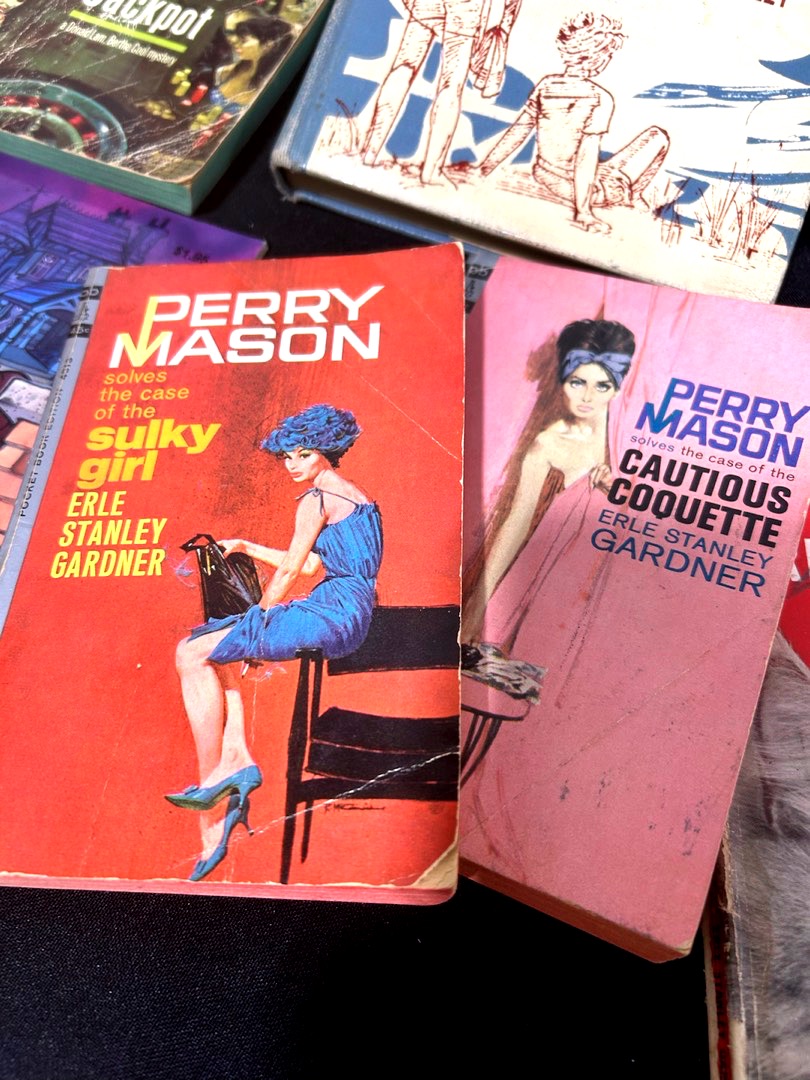 Jackpot
a Donald Lam, Bertha Cool mystery
$1.95
PERRY
MASON
solves
the case
of the
sulky
girl
ERLE
STANLEY
GARDNER
PERRY
MASON
solves the case of the
CAUTIOUS
COQUETTE
ERLE STANLEY
GARDNER
POCKET BOOK EDITION